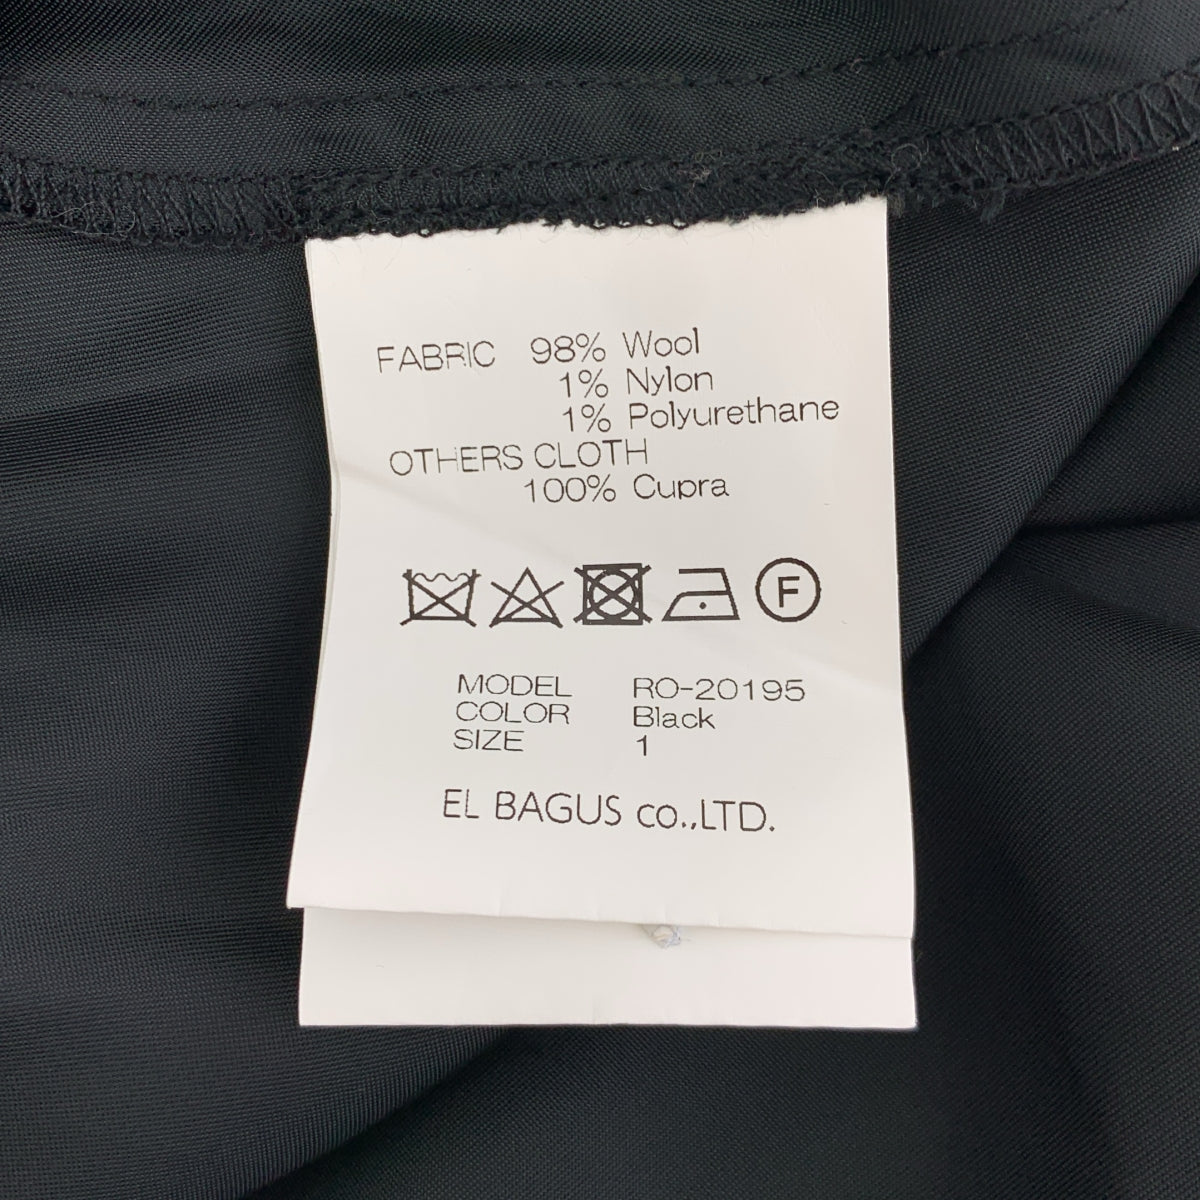 FABRIC 98% Wool
1% Nylon
1% Polyurethane
OTHERS CLOTH
100% Cupra
F
MODEL RO-20195
COLOR Black
SIZE 1
EL BAGUS co.,LTD.